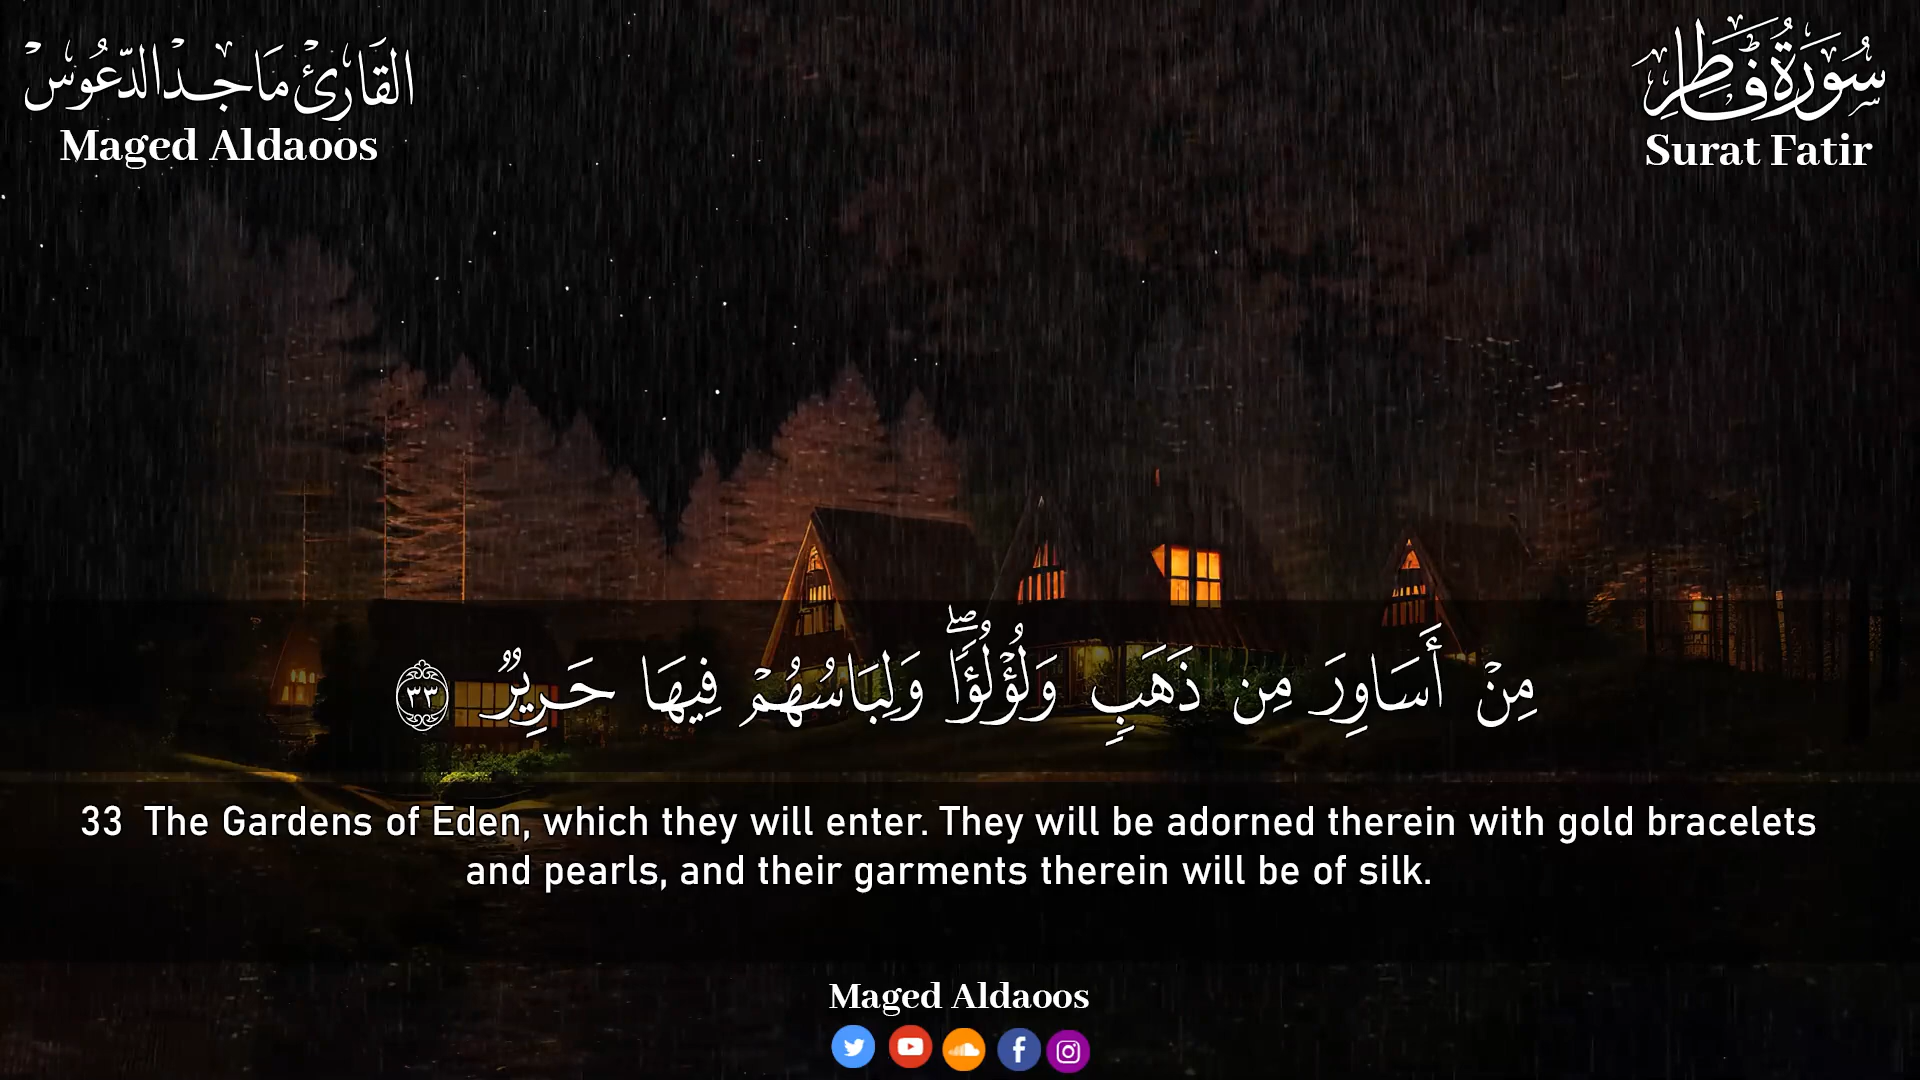 القَارِئ مَاجِد الدَّعُوسْ
Maged Aldaoos
سُورَةُ فَاطِر
Surat Fatir
مِنْ أَسَاوِرَ مِن ذَهَبٍ وَلُؤْلُؤًا ۖ وَلِبَاسُهُمْ فِيهَا حَرِيرٌ ٣٣
33 The Gardens of Eden, which they will enter. They will be adorned therein with gold bracelets
and pearls, and their garments therein will be of silk.
Maged Aldaoos